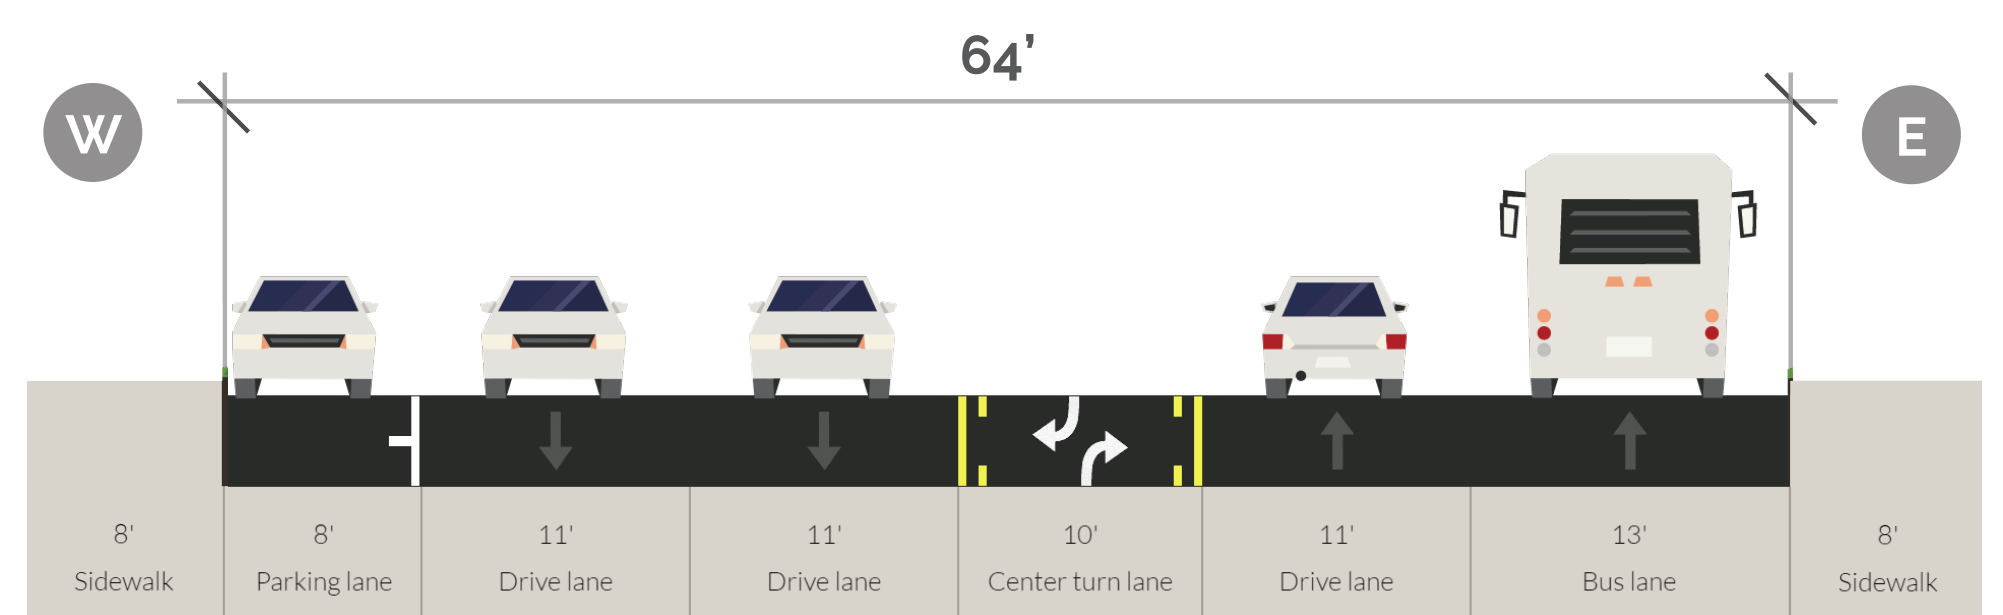 64’
W
E
8'
8'
11'
11'
10'
11'
13'
8'
Sidewalk
Parking lane
Drive lane
Drive lane
Center turn lane
Drive lane
Bus lane
Sidewalk